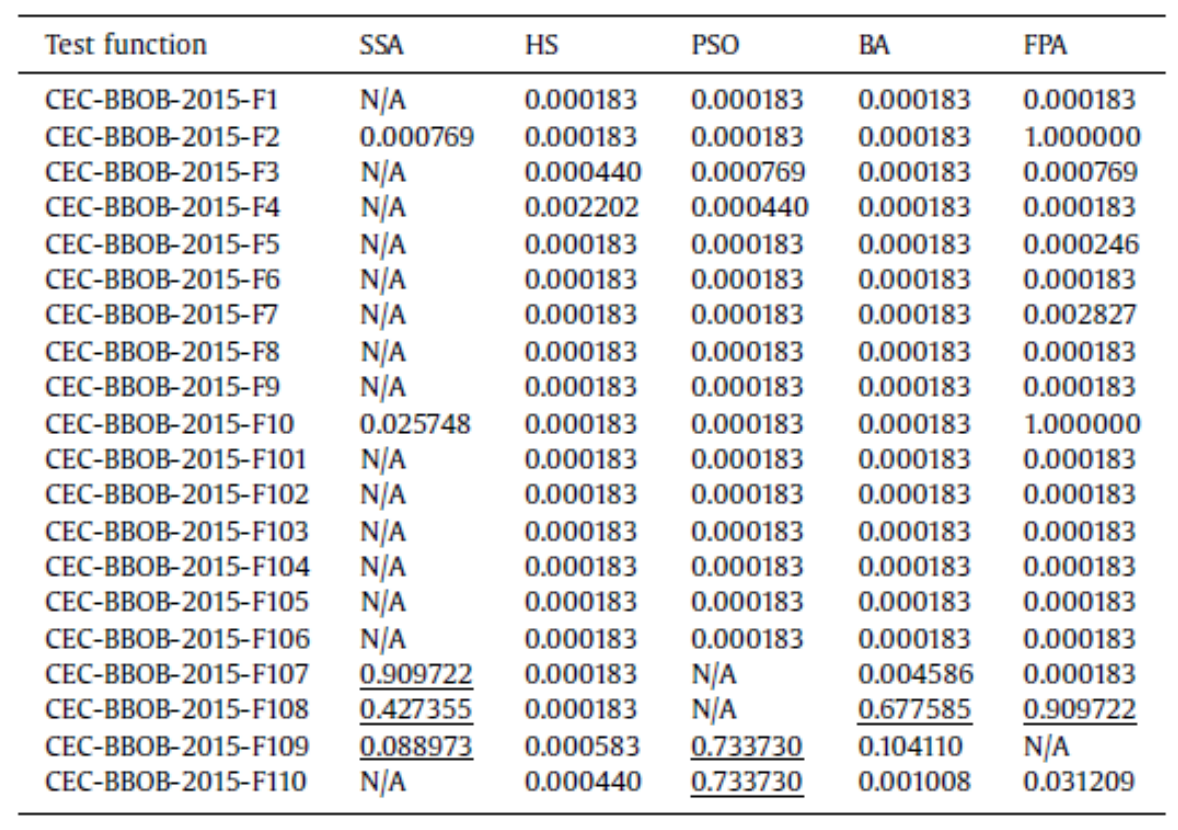 Test function SSA HS PSO BA FPA
CEC-BBOB-2015-F1 N/A 0.000183 0.000183 0.000183 0.000183
CEC-BBOB-2015-F2 0.000769 0.000183 0.000183 0.000183 1.000000
CEC-BBOB-2015-F3 N/A 0.000440 0.000769 0.000183 0.000769
CEC-BBOB-2015-F4 N/A 0.002202 0.000440 0.000183 0.000183
CEC-BBOB-2015-F5 N/A 0.000183 0.000183 0.000183 0.000246
CEC-BBOB-2015-F6 N/A 0.000183 0.000183 0.000183 0.000183
CEC-BBOB-2015-F7 N/A 0.000183 0.000183 0.000183 0.002827
CEC-BBOB-2015-F8 N/A 0.000183 0.000183 0.000183 0.000183
CEC-BBOB-2015-F9 N/A 0.000183 0.000183 0.000183 0.000183
CEC-BBOB-2015-F10 0.025748 0.000183 0.000183 0.000183 1.000000
CEC-BBOB-2015-F101 N/A 0.000183 0.000183 0.000183 0.000183
CEC-BBOB-2015-F102 N/A 0.000183 0.000183 0.000183 0.000183
CEC-BBOB-2015-F103 N/A 0.000183 0.000183 0.000183 0.000183
CEC-BBOB-2015-F104 N/A 0.000183 0.000183 0.000183 0.000183
CEC-BBOB-2015-F105 N/A 0.000183 0.000183 0.000183 0.000183
CEC-BBOB-2015-F106 N/A 0.000183 0.000183 0.000183 0.000183
CEC-BBOB-2015-F107 0.909722 0.000183 N/A 0.004586 0.000183
CEC-BBOB-2015-F108 0.427355 0.000183 N/A 0.677585 0.909722
CEC-BBOB-2015-F109 0.088973 0.000583 0.733730 0.104110 N/A
CEC-BBOB-2015-F110 N/A 0.000440 0.733730 0.001008 0.031209